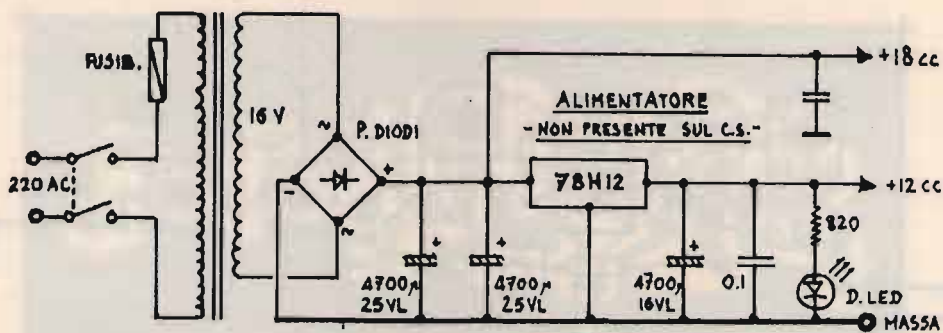 FUSIB.
220 AC
16 V
P. DIODI
~
~
-
+
+18 CC
ALIMENTATORE
- NON PRESENTE SUL C.S. -
78H12
+12 CC
+
4700µ
25VL
+
4700µ
25VL
+
4700µ
16VL
0.1
820
D. LED
MASSA